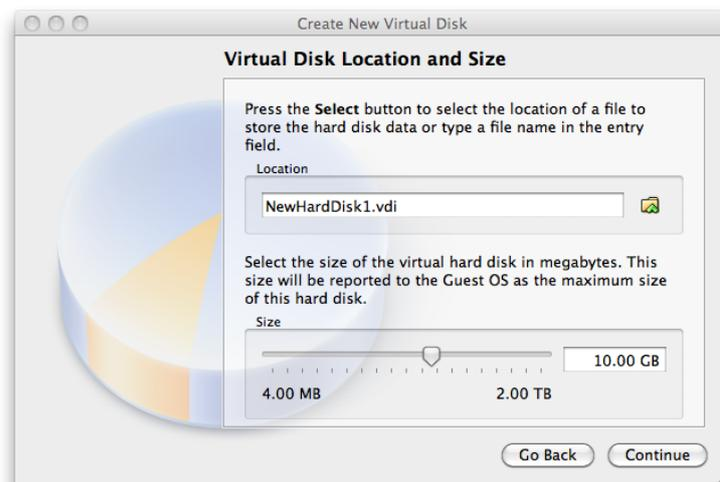 Create New Virtual Disk
Virtual Disk Location and Size
Press the Select button to select the location of a file to
store the hard disk data or type a file name in the entry
field.
Location
NewHardDisk1.vdi
Select the size of the virtual hard disk in megabytes. This
size will be reported to the Guest OS as the maximum size
of this hard disk.
Size
10.00 GB
4.00 MB
2.00 TB
Go Back
Continue